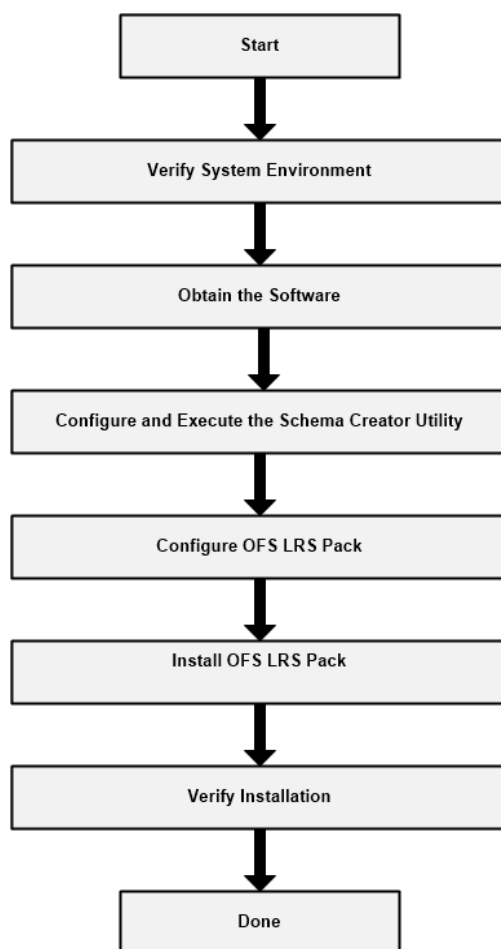 Start
Verify System Environment
Obtain the Software
Configure and Execute the Schema Creator Utility
Configure OFS LRS Pack
Install OFS LRS Pack
Verify Installation
Done